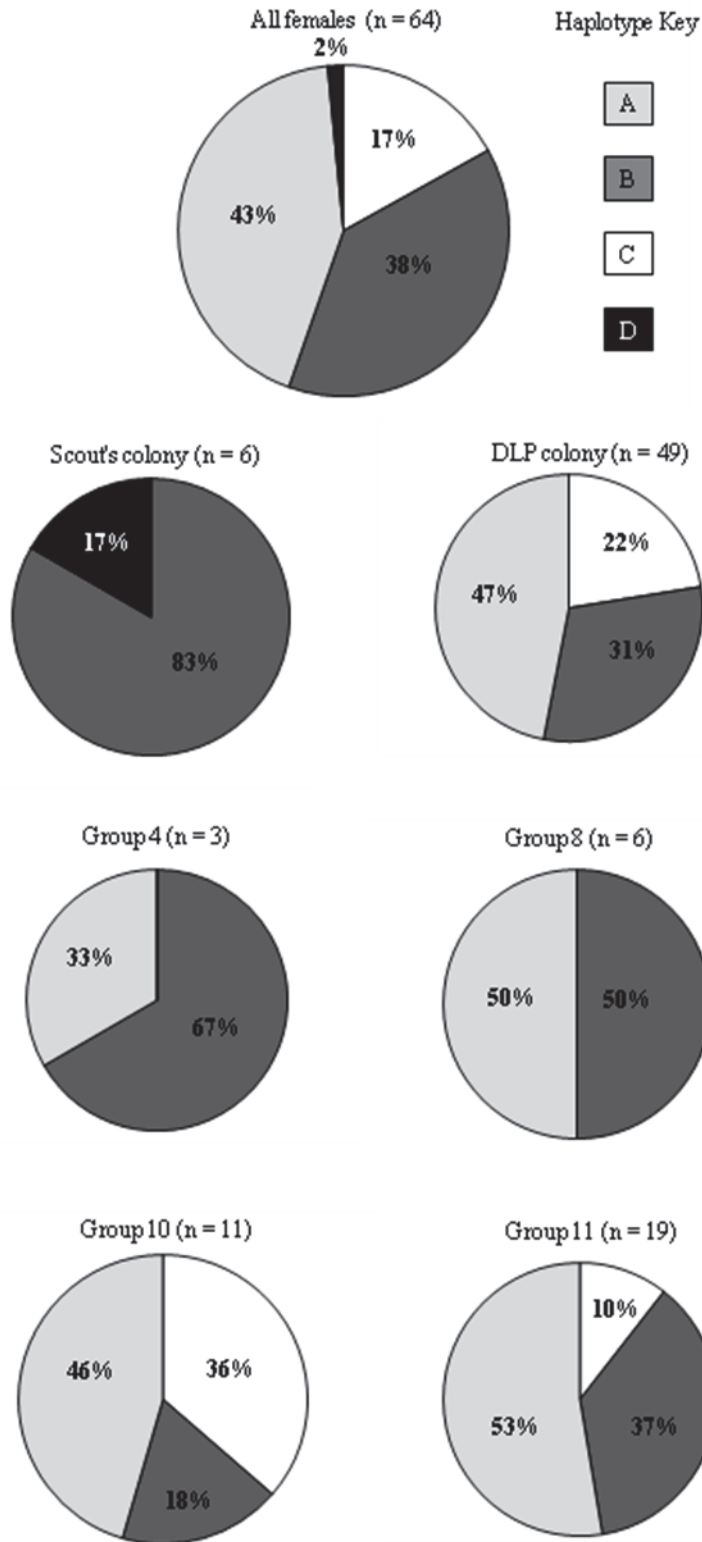 All females (n = 64)
Haplotype Key
2%
17%
43%
38%
A
B
C
D
Scout's colony (n = 6)
DLP colony (n = 49)
17%
83%
22%
47%
31%
Group 4 (n = 3)
Group 8 (n = 6)
33%
67%
50%
50%
Group 10 (n = 11)
Group 11 (n = 19)
46%
36%
18%
10%
53%
37%